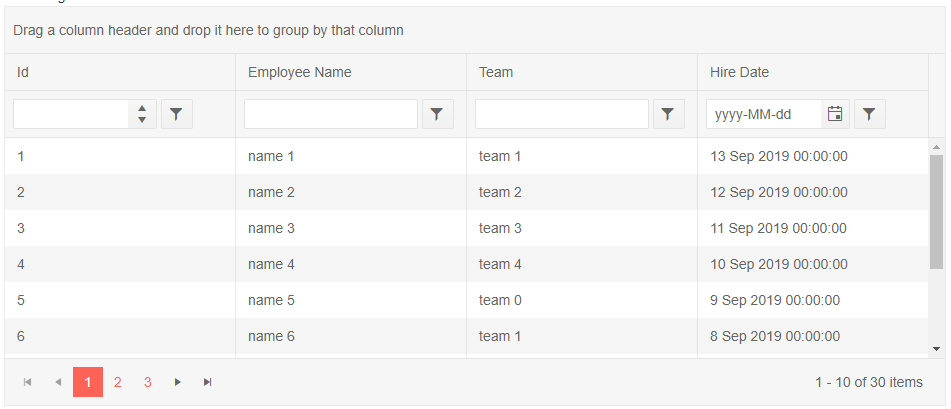 Drag a column header and drop it here to group by that column
Id Employee Name Team Hire Date
yyyy-MM-dd
1 name 1 team 1 13 Sep 2019 00:00:00
2 name 2 team 2 12 Sep 2019 00:00:00
3 name 3 team 3 11 Sep 2019 00:00:00
4 name 4 team 4 10 Sep 2019 00:00:00
5 name 5 team 0 9 Sep 2019 00:00:00
6 name 6 team 1 8 Sep 2019 00:00:00
1 2 3 1 - 10 of 30 items